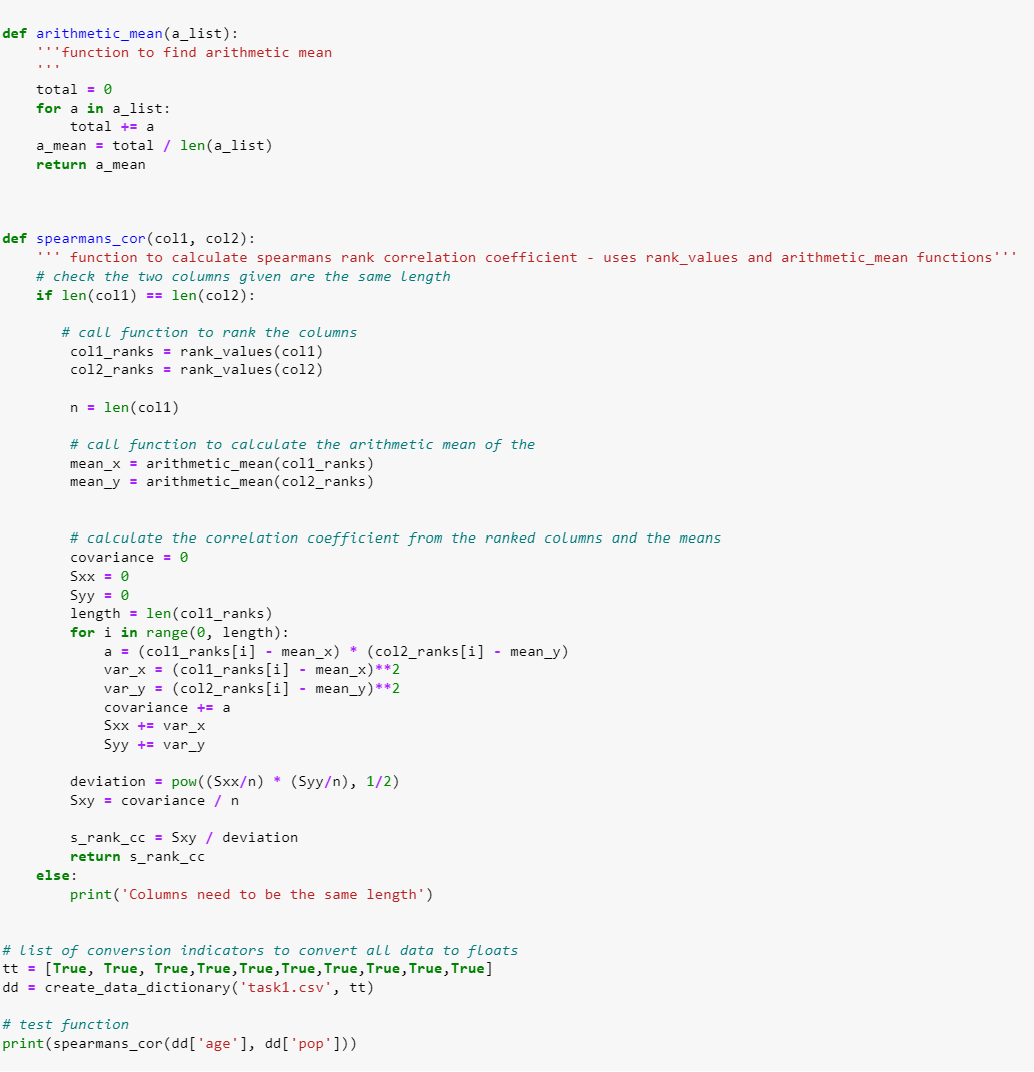 def arithmetic_mean(a_list):
    '''function to find arithmetic mean
    '''
    total = 0
    for a in a_list:
        total += a
    a_mean = total / len(a_list)
    return a_mean
def spearmans_cor(col1, col2):
    ''' function to calculate spearmans rank correlation coefficient - uses rank_values and arithmetic_mean functions'''
    # check the two columns given are the same length
    if len(col1) == len(col2):
       # call function to rank the columns
        col1_ranks = rank_values(col1)
        col2_ranks = rank_values(col2)
        n = len(col1)
        # call function to calculate the arithmetic mean of the
        mean_x = arithmetic_mean(col1_ranks)
        mean_y = arithmetic_mean(col2_ranks)
        # calculate the correlation coefficient from the ranked columns and the means
        covariance = 0
        Sxx = 0
        Syy = 0
        length = len(col1_ranks)
        for i in range(0, length):
            a = (col1_ranks[i] - mean_x) * (col2_ranks[i] - mean_y)
            var_x = (col1_ranks[i] - mean_x)**2
            var_y = (col2_ranks[i] - mean_y)**2
            covariance += a
            Sxx += var_x
            Syy += var_y
        deviation = pow((Sxx/n) * (Syy/n), 1/2)
        Sxy = covariance / n
        s_rank_cc = Sxy / deviation
        return s_rank_cc
    else:
        print('Columns need to be the same length')
# list of conversion indicators to convert all data to floats
tt = [True, True, True,True,True,True,True,True,True,True]
dd = create_data_dictionary('task1.csv', tt)
# test function
print(spearmans_cor(dd['age'], dd['pop']))